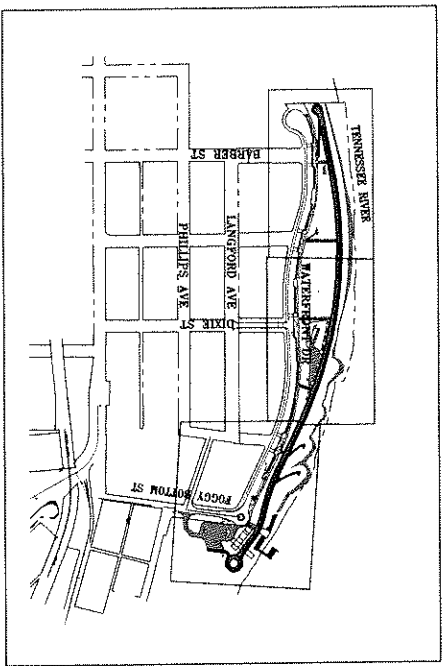 TENNESSEE RIVER
BARBER ST
WATERFRONT DR
LANGFORD AVE
PHILLIPS AVE
DIXIE ST
FOGGY BOTTOM ST